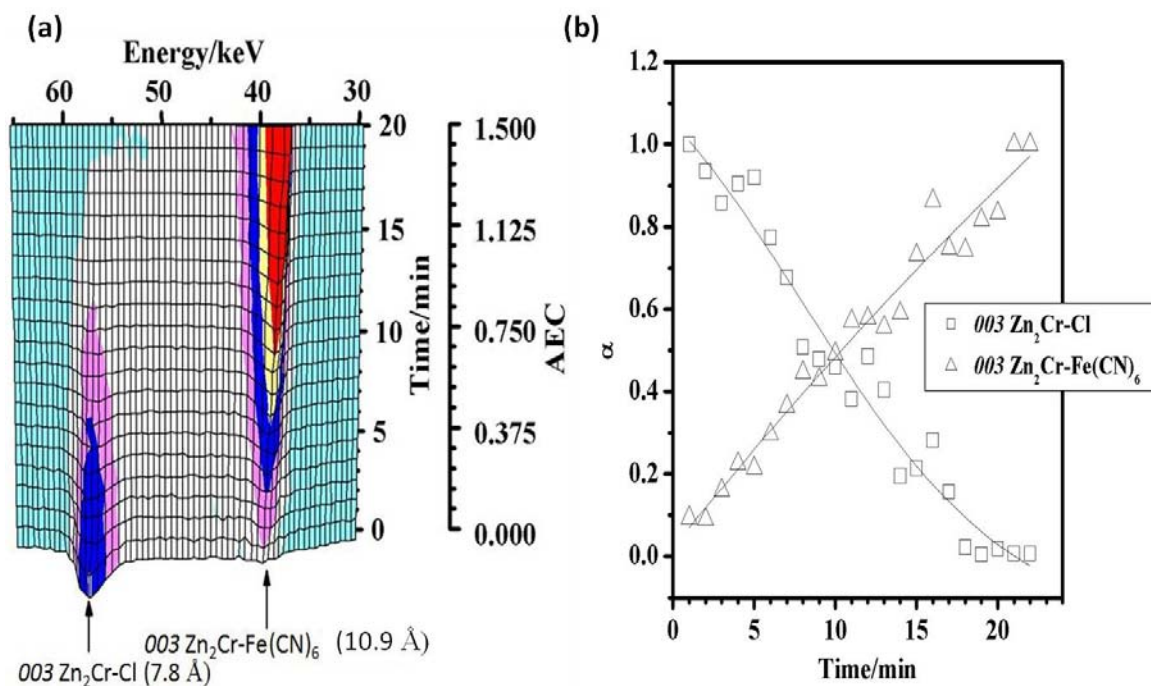 (a)
Energy/keV
60 50 40 30
20
15
10
5
0
Time/min
1.500
1.125
0.750
0.375
0.000
AEC
003 Zn2Cr-Fe(CN)6 (10.9 Å)
003 Zn2Cr-Cl (7.8 Å)
(b)
1.2
1.0
0.8
0.6
0.4
0.2
0.0
α
0 5 10 15 20
Time/min
003 Zn2Cr-Cl
003 Zn2Cr-Fe(CN)6